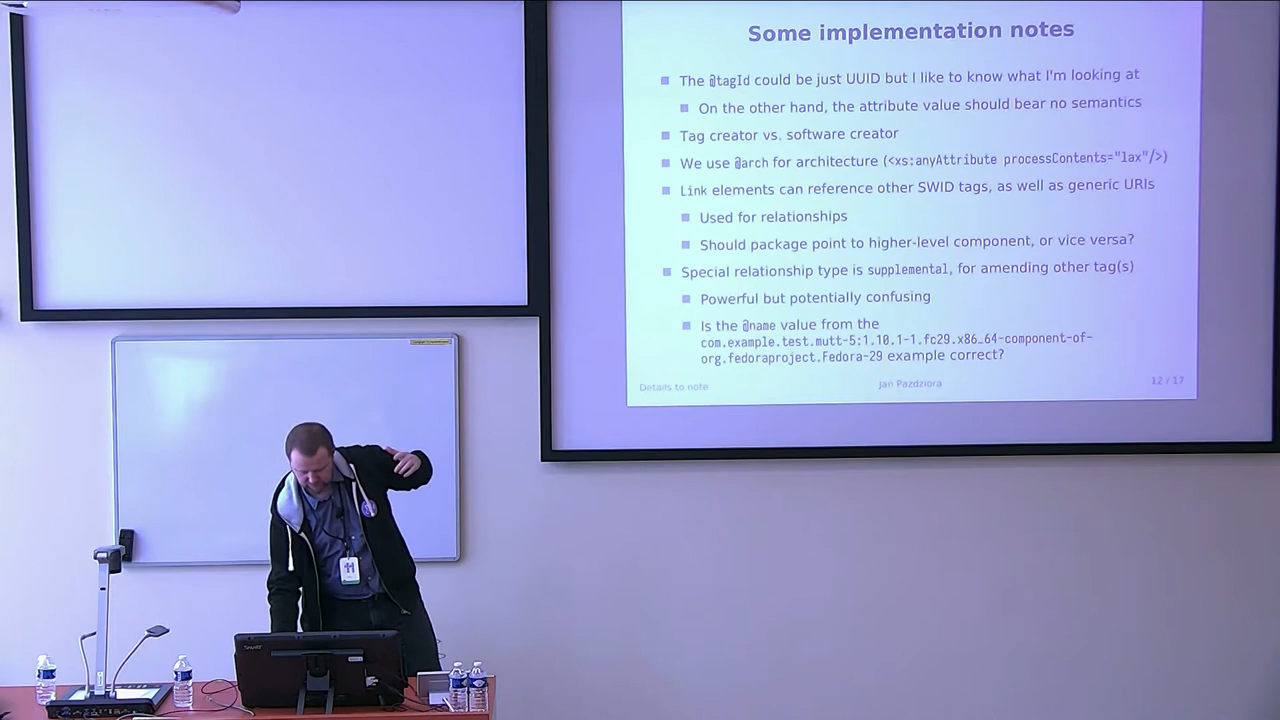 Some implementation notes
The @tagId could be just UUID but I like to know what I'm looking at
On the other hand, the attribute value should bear no semantics
Tag creator vs. software creator
We use @arch for architecture (<xs:anyAttribute processContents="lax"/>)
Link elements can reference other SWID tags, as well as generic URIs
Used for relationships
Should package point to higher-level component, or vice versa?
Special relationship type is supplemental, for amending other tag(s)
Powerful but potentially confusing
Is the @name value from the
com.example.test.mutt-5:1.10.1-1.fc29.x86_64-component-of-
org.fedoraproject.Fedora-29 example correct?
Details to note
Jan Pazdziora
12 / 17